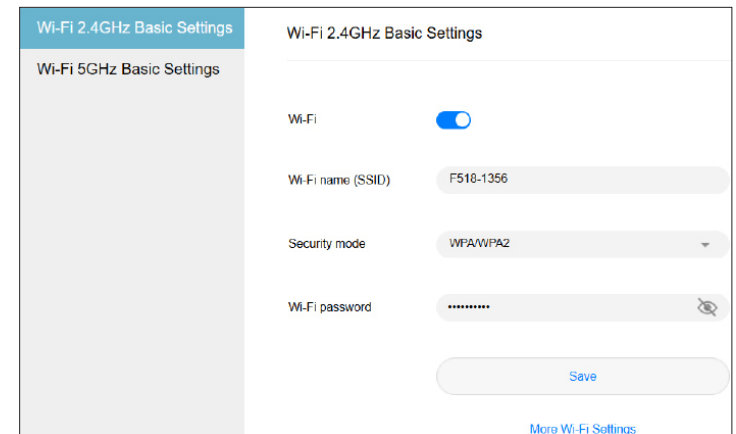 Wi-Fi 2.4GHz Basic Settings
Wi-Fi 5GHz Basic Settings
Wi-Fi 2.4GHz Basic Settings
Wi-Fi
Wi-Fi name (SSID) F518-1356
Security mode WPA/WPA2
Wi-Fi password ••••••••••
Save
More Wi-Fi Settings